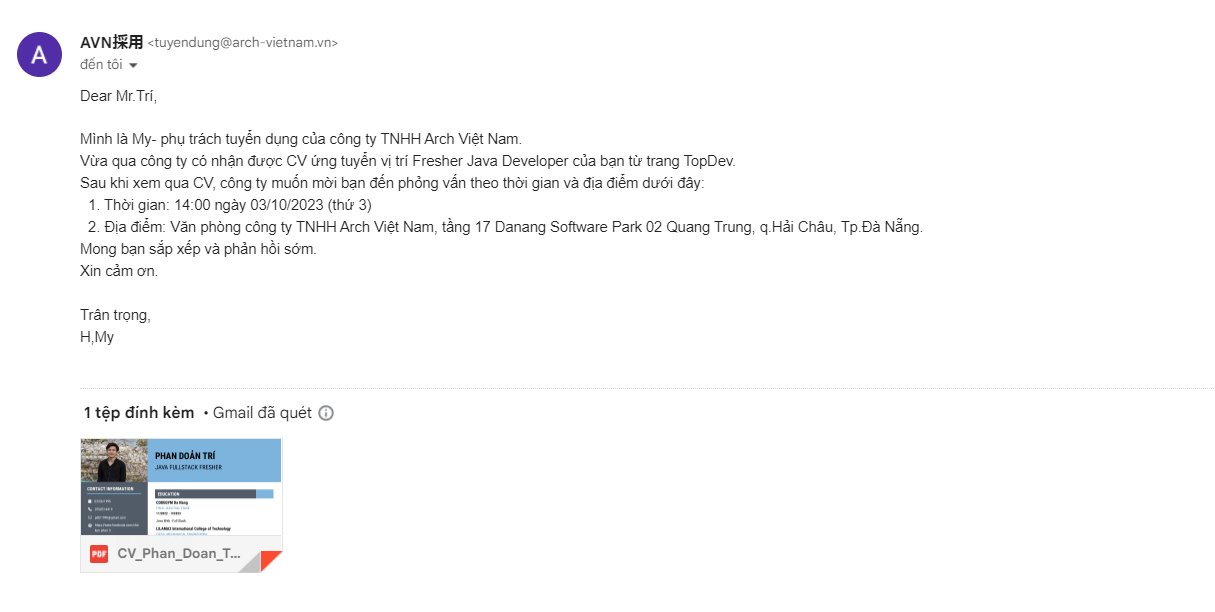 A
AVN採用 <tuyendung@arch-vietnam.vn>
đến tôi
Dear Mr.Trí,
Mình là My- phụ trách tuyển dụng của công ty TNHH Arch Việt Nam.
Vừa qua công ty có nhận được CV ứng tuyển vị trí Fresher Java Developer của bạn từ trang TopDev.
Sau khi xem qua CV, công ty muốn mời bạn đến phỏng vấn theo thời gian và địa điểm dưới đây:
1. Thời gian: 14:00 ngày 03/10/2023 (thứ 3)
2. Địa điểm: Văn phòng công ty TNHH Arch Việt Nam, tầng 17 Danang Software Park 02 Quang Trung, q.Hải Châu, Tp.Đà Nẵng.
Mong bạn sắp xếp và phản hồi sớm.
Xin cảm ơn.
Trân trọng,
H,My
1 tệp đính kèm • Gmail đã quét
PHAN DOÃN TRÍ
JAVA FULLSTACK FRESHER
CONTACT INFORMATION
EDUCATION
LILAMA2 International College of Technology
PDF CV_Phan_Doan_T...